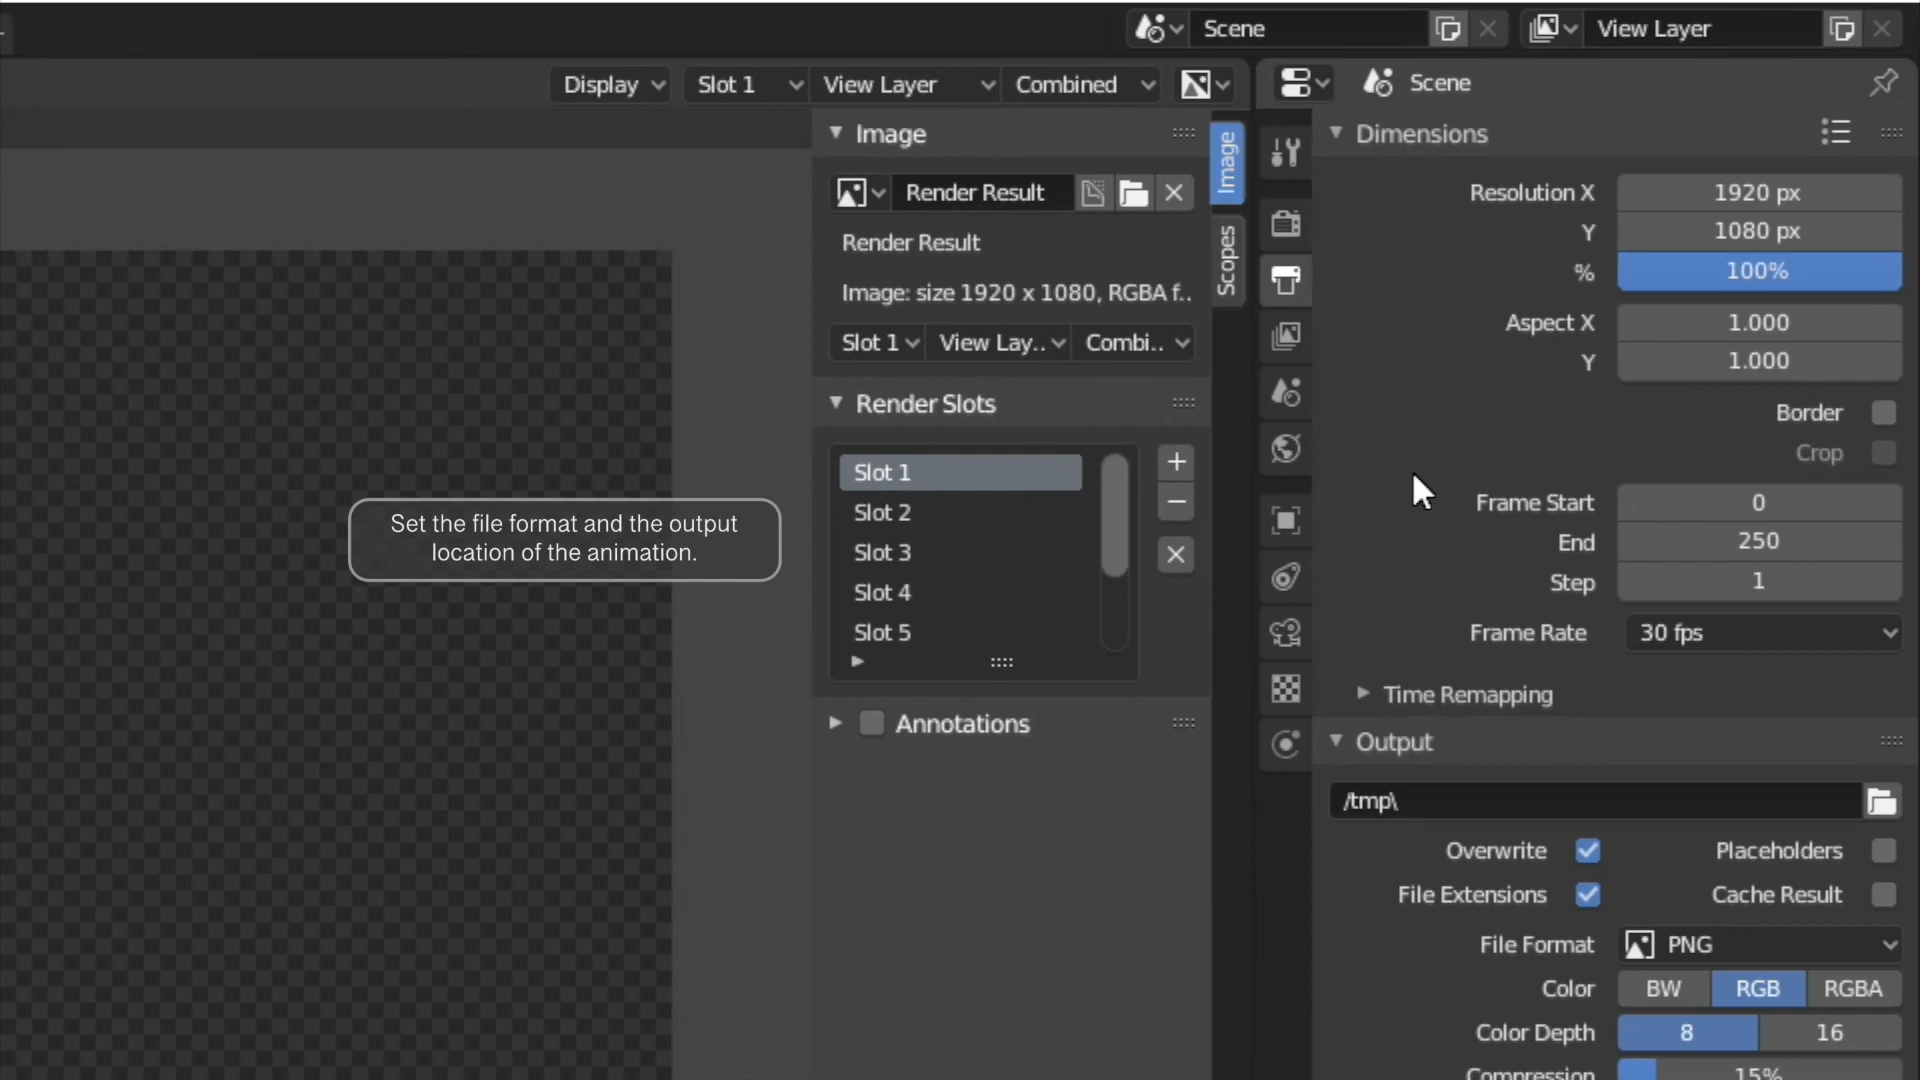 Scene
View Layer
Display
Slot 1
View Layer
Combined
Scene
Image
Render Result
Render Result
Image: size 1920 x 1080, RGBA f..
Slot 1
View Lay..
Combi..
Render Slots
Slot 1
Slot 2
Slot 3
Slot 4
Slot 5
Annotations
Image
Scopes
Set the file format and the output
location of the animation.
Dimensions
Resolution X 1920 px
Y 1080 px
% 100%
Aspect X 1.000
Y 1.000
Border
Crop
Frame Start 0
End 250
Step 1
Frame Rate 30 fps
Time Remapping
Output
/tmp\
Overwrite Placeholders
File Extensions Cache Result
File Format PNG
Color BW RGB RGBA
Color Depth 8 16
Compression 15%